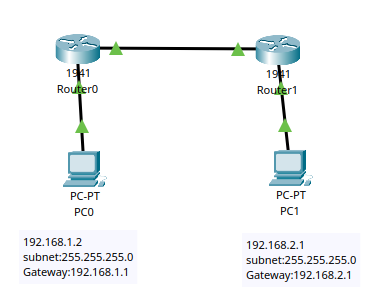 1941
Router0
1941
Router1
PC-PT
PC0
PC-PT
PC1
192.168.1.2
subnet:255.255.255.0
Gateway:192.168.1.1
192.168.2.1
subnet:255.255.255.0
Gateway:192.168.2.1